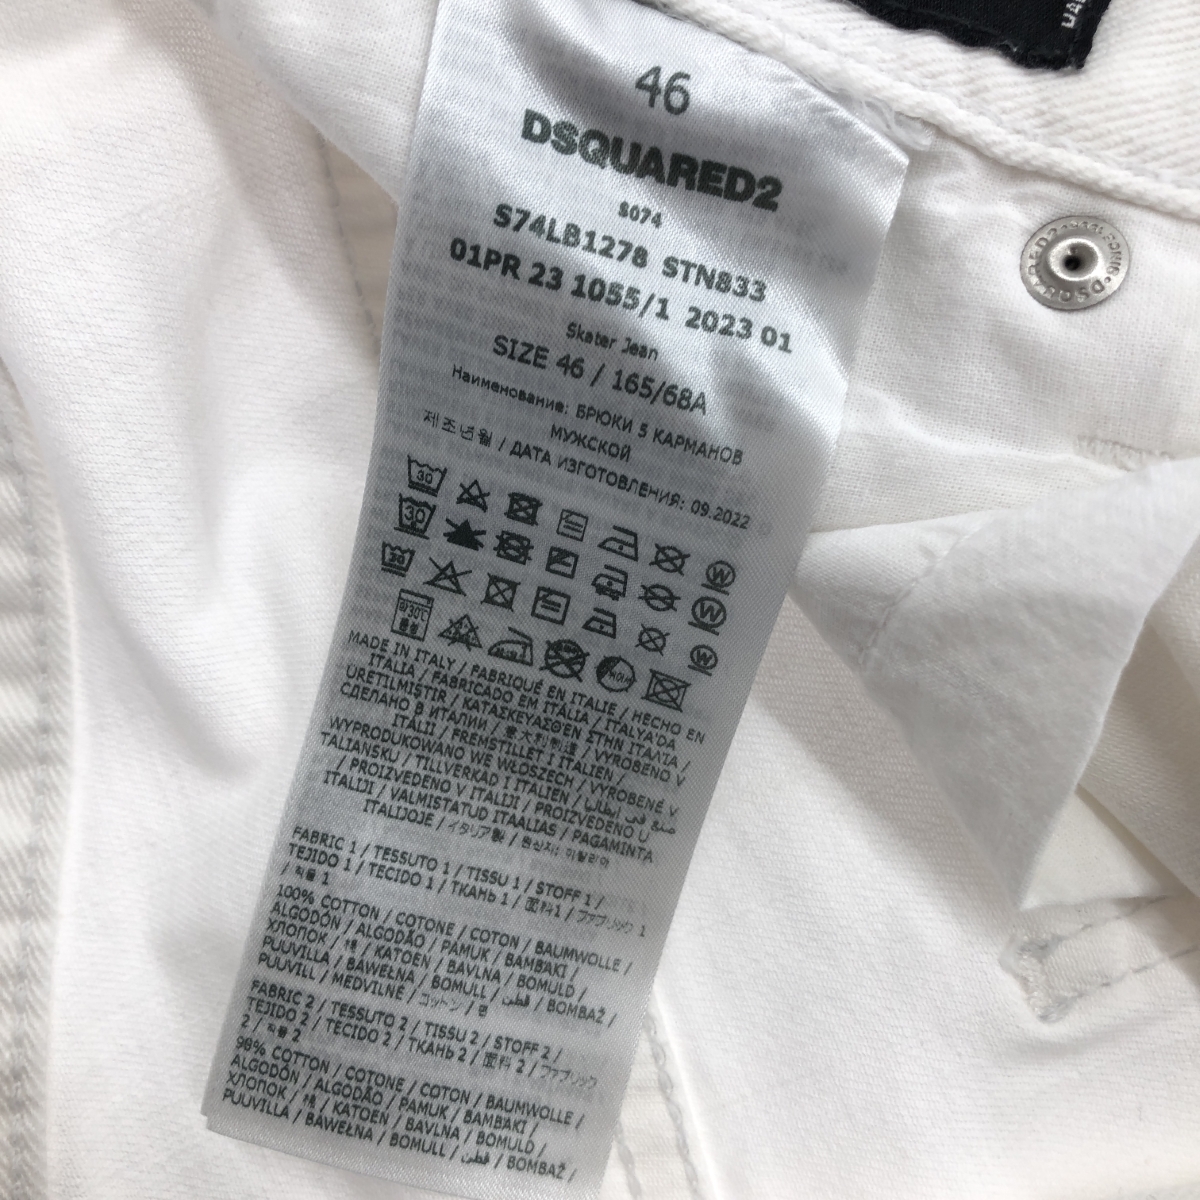 46
DSQUARED2
S074
S74LB1278 STN833
01PR 23 1055/1 2023 01
Skater Jean
SIZE 46 / 165/68A
Наименование: БРЮКИ 5 КАРМАНОВ
МУЖСКОЙ
제조년월 / ДАТА ИЗГОТОВЛЕНИЯ: 09.2022
30
W
30
W
30
W
MADE IN ITALY / FABRIQUÉ EN ITALIE / HECHO EN
ITALIA / FABRICADO EM ITÁLIA / ITALYA'DA
ÜRETILMIŞTIR / ΚΑΤΑΣΚΕΥΑΣΘΈΝ ΣΤΗΝ ΙΤΑΛΊΑ /
СДЕЛАНО В ИТАЛИИ / 意大利制造 / VYROBENO V
ITÁLII / FREMSTILLET I ITALIEN /
WYPRODUKOWANO WE WŁOSZECH / VYROBENÉ V
TALIANSKU / TILLVERKAD I ITALIEN / صنع في إيطاليا
/ PROIZVEDENO V ITALIJI / PROIZVEDENO U
ITALIJI / VALMISTATUD ITAALIAS / PAGAMINTA
ITALIJOJE / イタリア製 / 원산지: 이탈리아
FABRIC 1 / TESSUTO 1 / TISSU 1 / STOFF 1 /
TEJIDO 1 / TECIDO 1 / ТКАНЬ 1 / 面料1 / ファブリック 1
/ 직물 1
100% COTTON / COTONE / COTON / BAUMWOLLE /
ALGODÓN / ALGODÃO / PAMUK / ΒΑΜΒΆΚΙ /
ХЛОПОК / 棉 / KATOEN / BAVLNA / BOMULD /
PUUVILLA / BAWEŁNA / BOMULL / قطن / BOMBAŽ /
PUUVILL / MEDVILNĖ / コットン / 면
FABRIC 2 / TESSUTO 2 / TISSU 2 / STOFF 2 /
TEJIDO 2 / TECIDO 2 / ТКАНЬ 2 / 面料 2 / ファブリック
2 / 직물 2
98% COTTON / COTONE / COTON / BAUMWOLLE /
ALGODÓN / ALGODÃO / PAMUK / ΒΑΜΒΆΚΙ /
ХЛОПОК / 棉 / KATOEN / BAVLNA / BOMULD /
PUUVILLA / BAWEŁNA / BOMULL / قطن / BOMBAŽ /